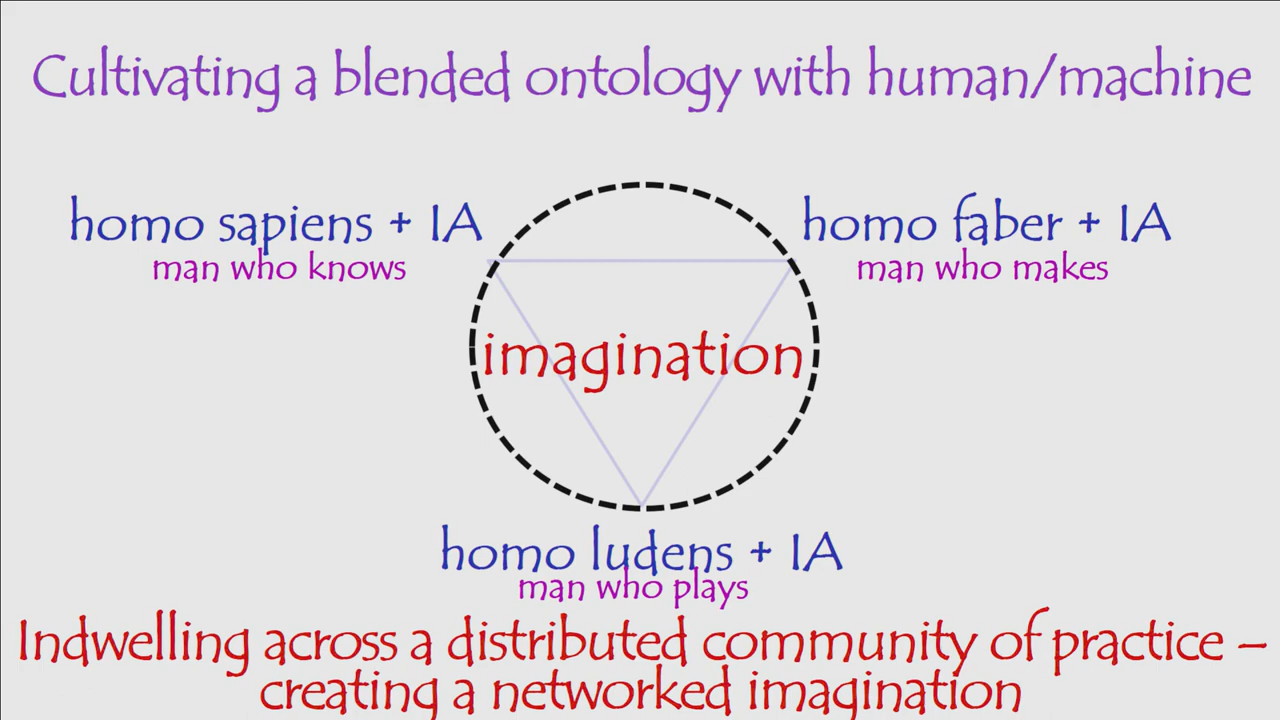 Cultivating a blended ontology with human/machine
homo sapiens + IA
man who knows
homo faber + IA
man who makes
imagination
homo ludens + IA
man who plays
Indwelling across a distributed community of practice –
creating a networked imagination